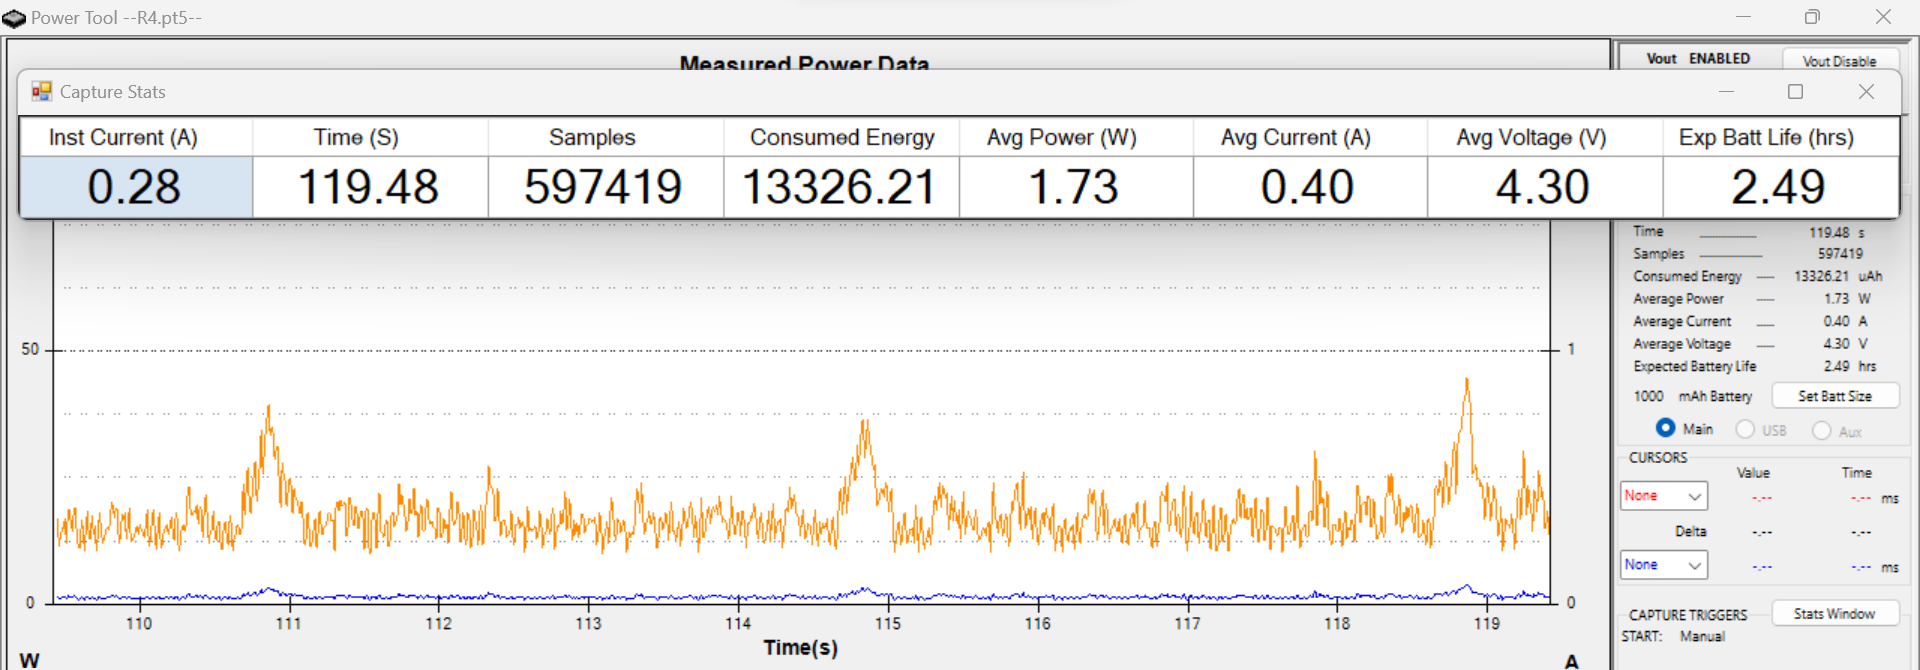 Power Tool --R4.pt5--
Measured Power Data
Vout ENABLED
Vout Disable
Capture Stats
Inst Current (A) Time (S) Samples Consumed Energy Avg Power (W) Avg Current (A) Avg Voltage (V) Exp Batt Life (hrs)
0.28 119.48 597419 13326.21 1.73 0.40 4.30 2.49
Time 119.48 s
Samples 597419
Consumed Energy 13326.21 uAh
Average Power 1.73 W
Average Current 0.40 A
Average Voltage 4.30 V
Expected Battery Life 2.49 hrs
1000 mAh Battery Set Batt Size
Main USB Aux
CURSORS
Value Time
None -.-- -.-- ms
Delta -.-- -.--
None -.-- -.-- ms
CAPTURE TRIGGERS Stats Window
START: Manual
50 1
0 0
110 111 112 113 114 115 116 117 118 119
Time(s)
W A